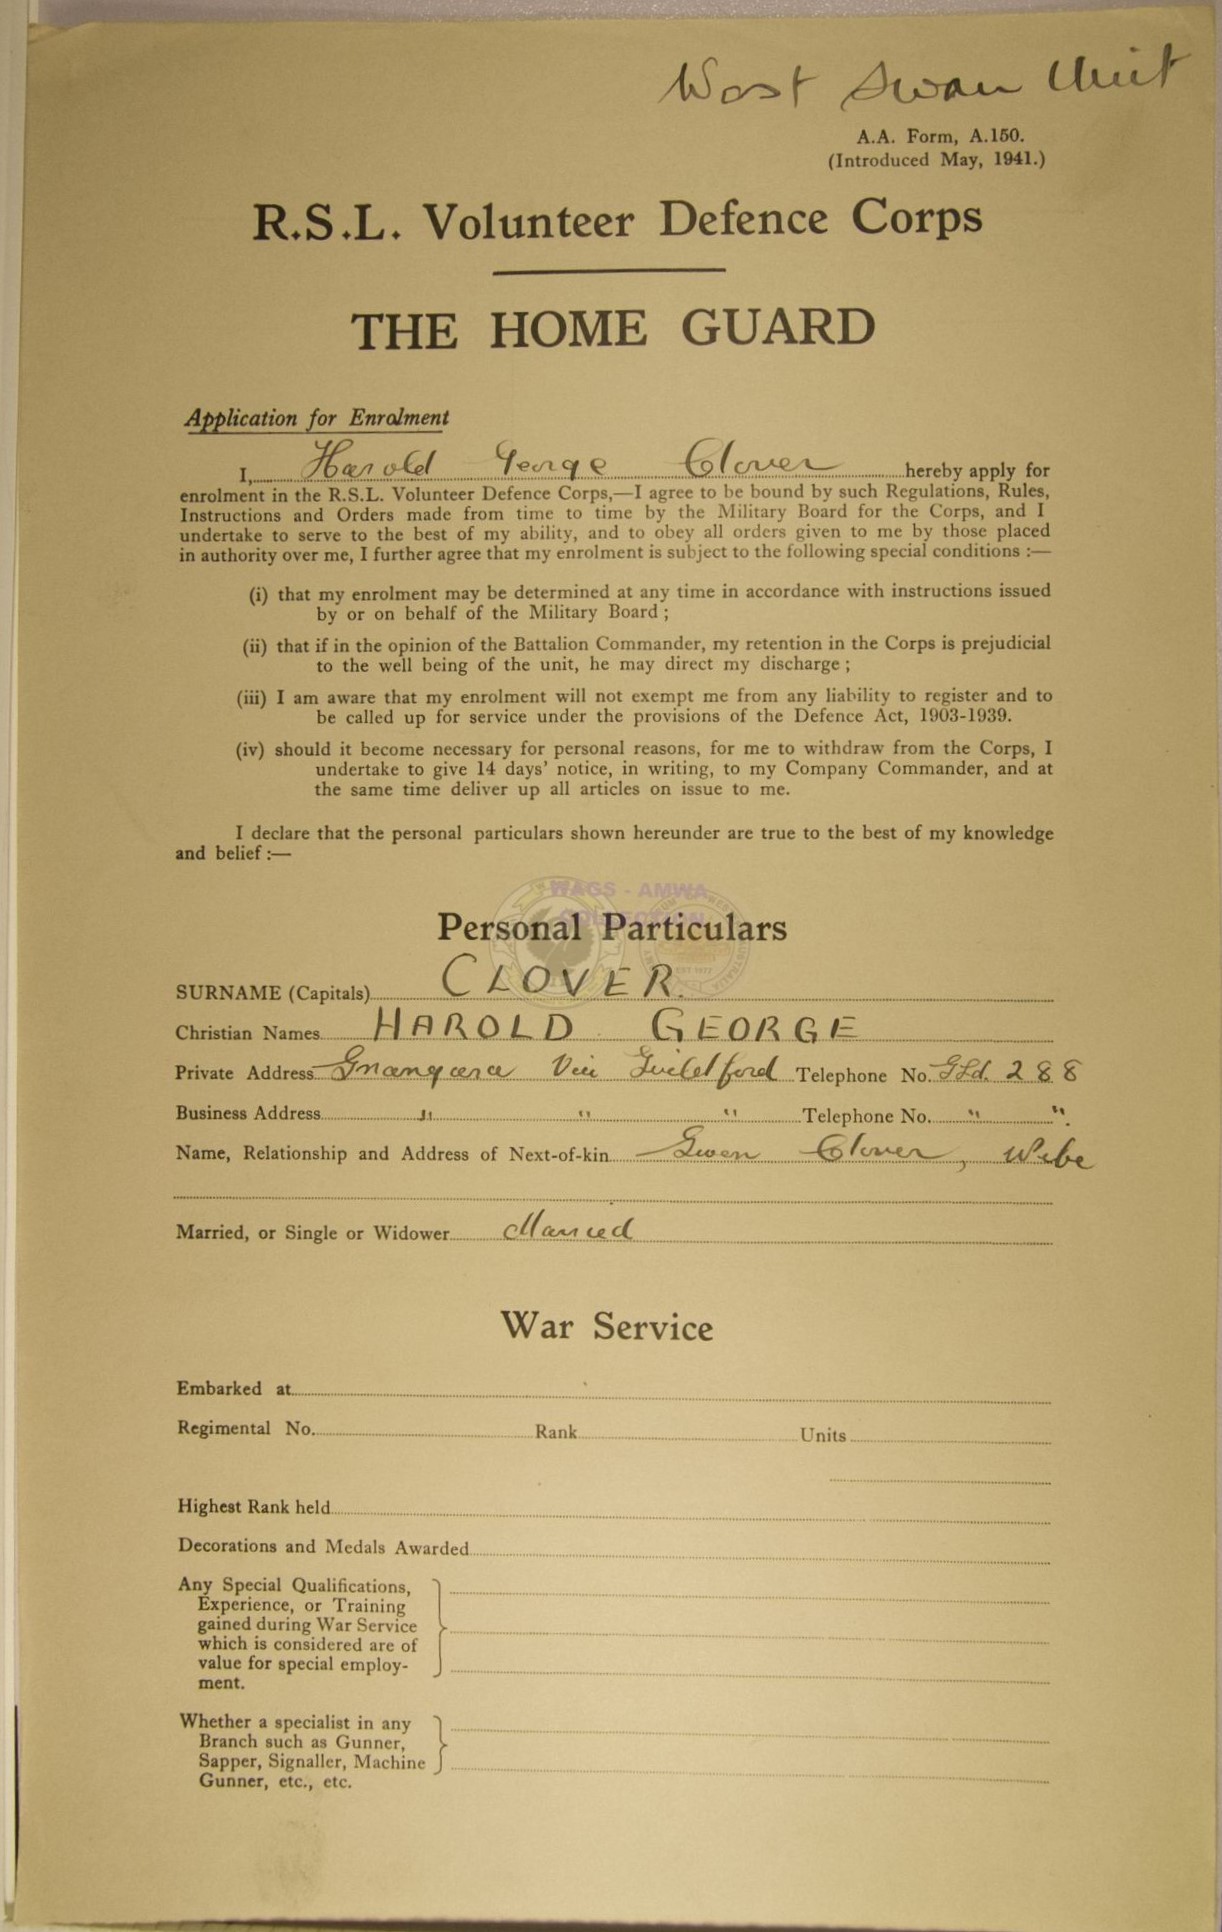 West Swan Unit
A.A. Form, A.150.
(Introduced May, 1941.)
R.S.L. Volunteer Defence Corps
THE HOME GUARD
Application for Enrolment
I, Harold George Clover hereby apply for
enrolment in the R.S.L. Volunteer Defence Corps,—I agree to be bound by such Regulations, Rules,
Instructions and Orders made from time to time by the Military Board for the Corps, and I
undertake to serve to the best of my ability, and to obey all orders given to me by those placed
in authority over me, I further agree that my enrolment is subject to the following special conditions :—
(i) that my enrolment may be determined at any time in accordance with instructions issued
by or on behalf of the Military Board ;
(ii) that if in the opinion of the Battalion Commander, my retention in the Corps is prejudicial
to the well being of the unit, he may direct my discharge ;
(iii) I am aware that my enrolment will not exempt me from any liability to register and to
be called up for service under the provisions of the Defence Act, 1903-1939.
(iv) should it become necessary for personal reasons, for me to withdraw from the Corps, I
undertake to give 14 days' notice, in writing, to my Company Commander, and at
the same time deliver up all articles on issue to me.
I declare that the personal particulars shown hereunder are true to the best of my knowledge
and belief :—
WAGS - AMWA
COLLECTION
Personal Particulars
SURNAME (Capitals) CLOVER.
Christian Names HAROLD GEORGE
Private Address Gnangara Via Guildford Telephone No. Gld. 288
Business Address " " " Telephone No. " ".
Name, Relationship and Address of Next-of-kin Gwen Clover, Wife
Married, or Single or Widower Married
War Service
Embarked at
Regimental No. Rank Units
Highest Rank held
Decorations and Medals Awarded
Any Special Qualifications,
Experience, or Training
gained during War Service
which is considered are of
value for special employ-
ment.
Whether a specialist in any
Branch such as Gunner,
Sapper, Signaller, Machine
Gunner, etc., etc.